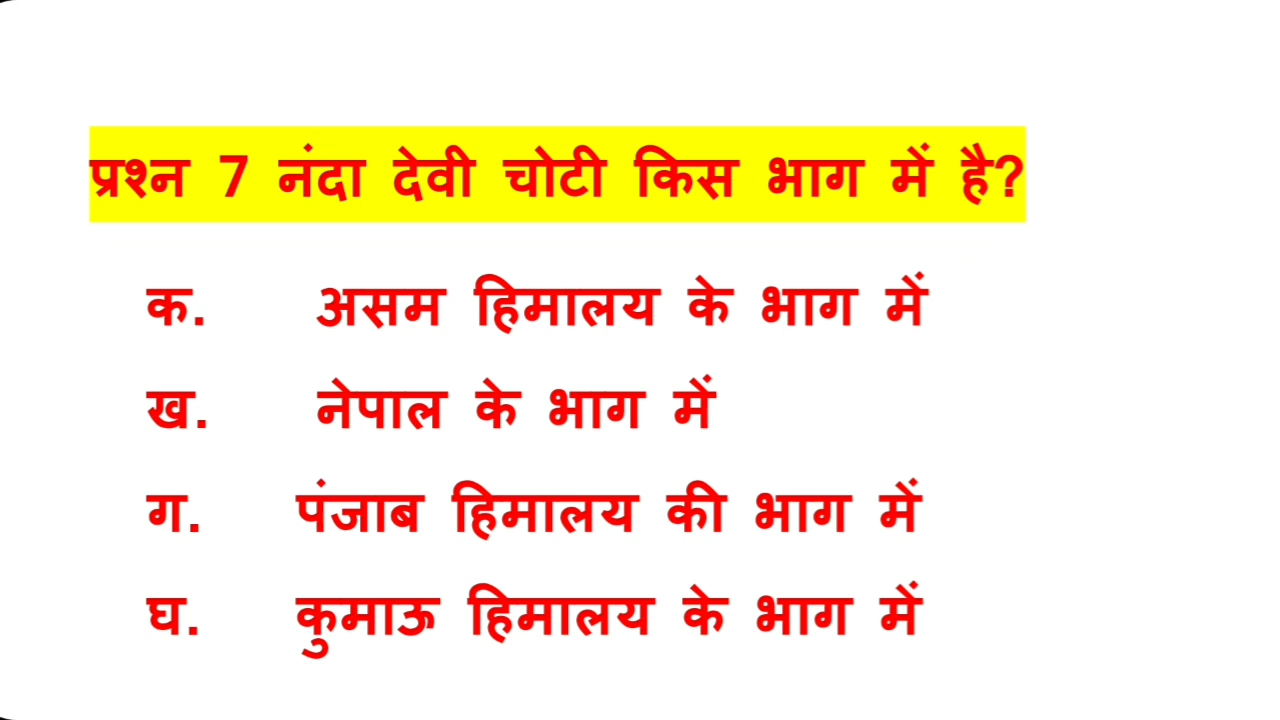 प्रश्न 7 नंदा देवी चोटी किस भाग में है?
क. असम हिमालय के भाग में
ख. नेपाल के भाग में
ग. पंजाब हिमालय की भाग में
घ. कुमाऊ हिमालय के भाग में